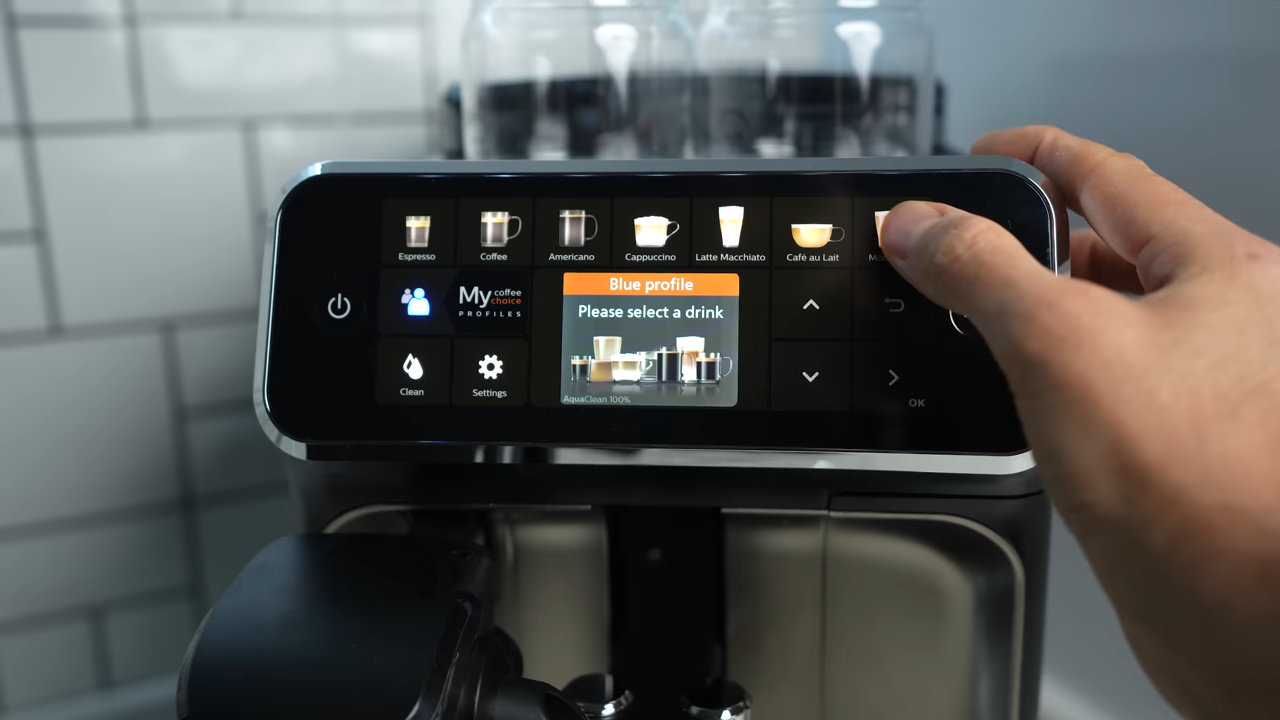 Espresso
Coffee
Americano
Cappuccino
Latte Macchiato
Café au Lait
My coffee choice
PROFILES
Blue profile
Please select a drink
AquaClean 100%
Clean
Settings
OK